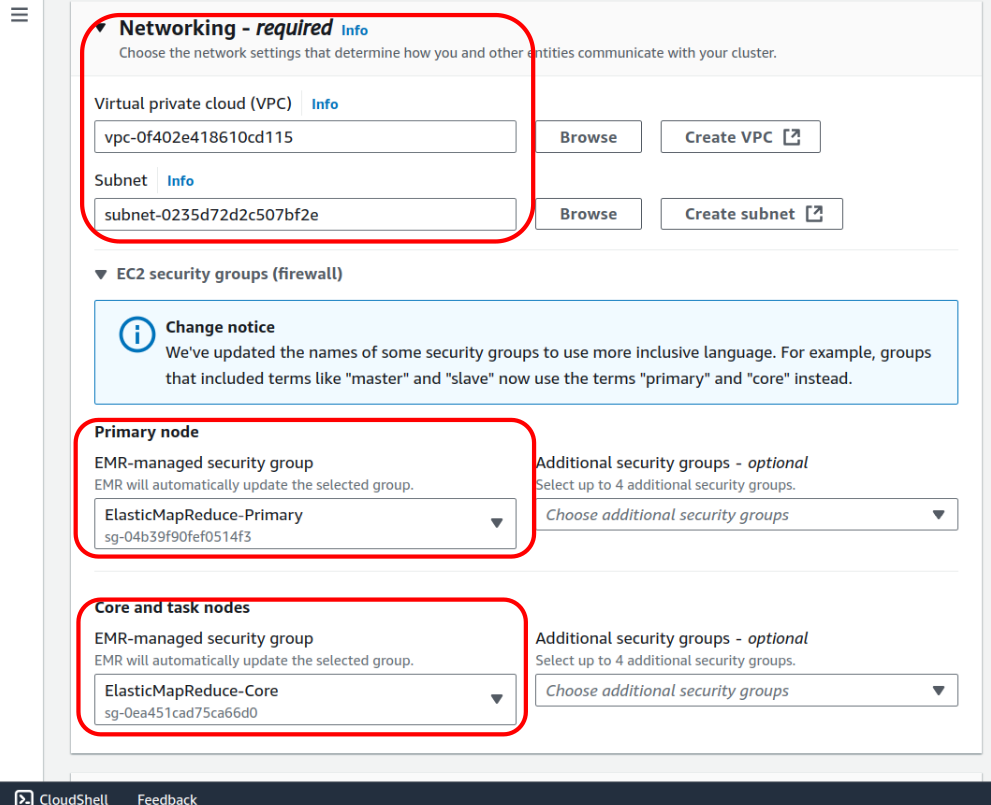 Networking - required Info
Choose the network settings that determine how you and other entities communicate with your cluster.
Virtual private cloud (VPC) Info
vpc-0f402e418610cd115 Browse Create VPC
Subnet Info
subnet-0235d72d2c507bf2e Browse Create subnet
EC2 security groups (firewall)
Change notice
We've updated the names of some security groups to use more inclusive language. For example, groups
that included terms like "master" and "slave" now use the terms "primary" and "core" instead.
Primary node
EMR-managed security group Additional security groups - optional
EMR will automatically update the selected group. Select up to 4 additional security groups.
ElasticMapReduce-Primary Choose additional security groups
sg-04b39f90fef0514f3
Core and task nodes
EMR-managed security group Additional security groups - optional
EMR will automatically update the selected group. Select up to 4 additional security groups.
ElasticMapReduce-Core Choose additional security groups
sg-0ea451cad75ca66d0
CloudShell Feedback